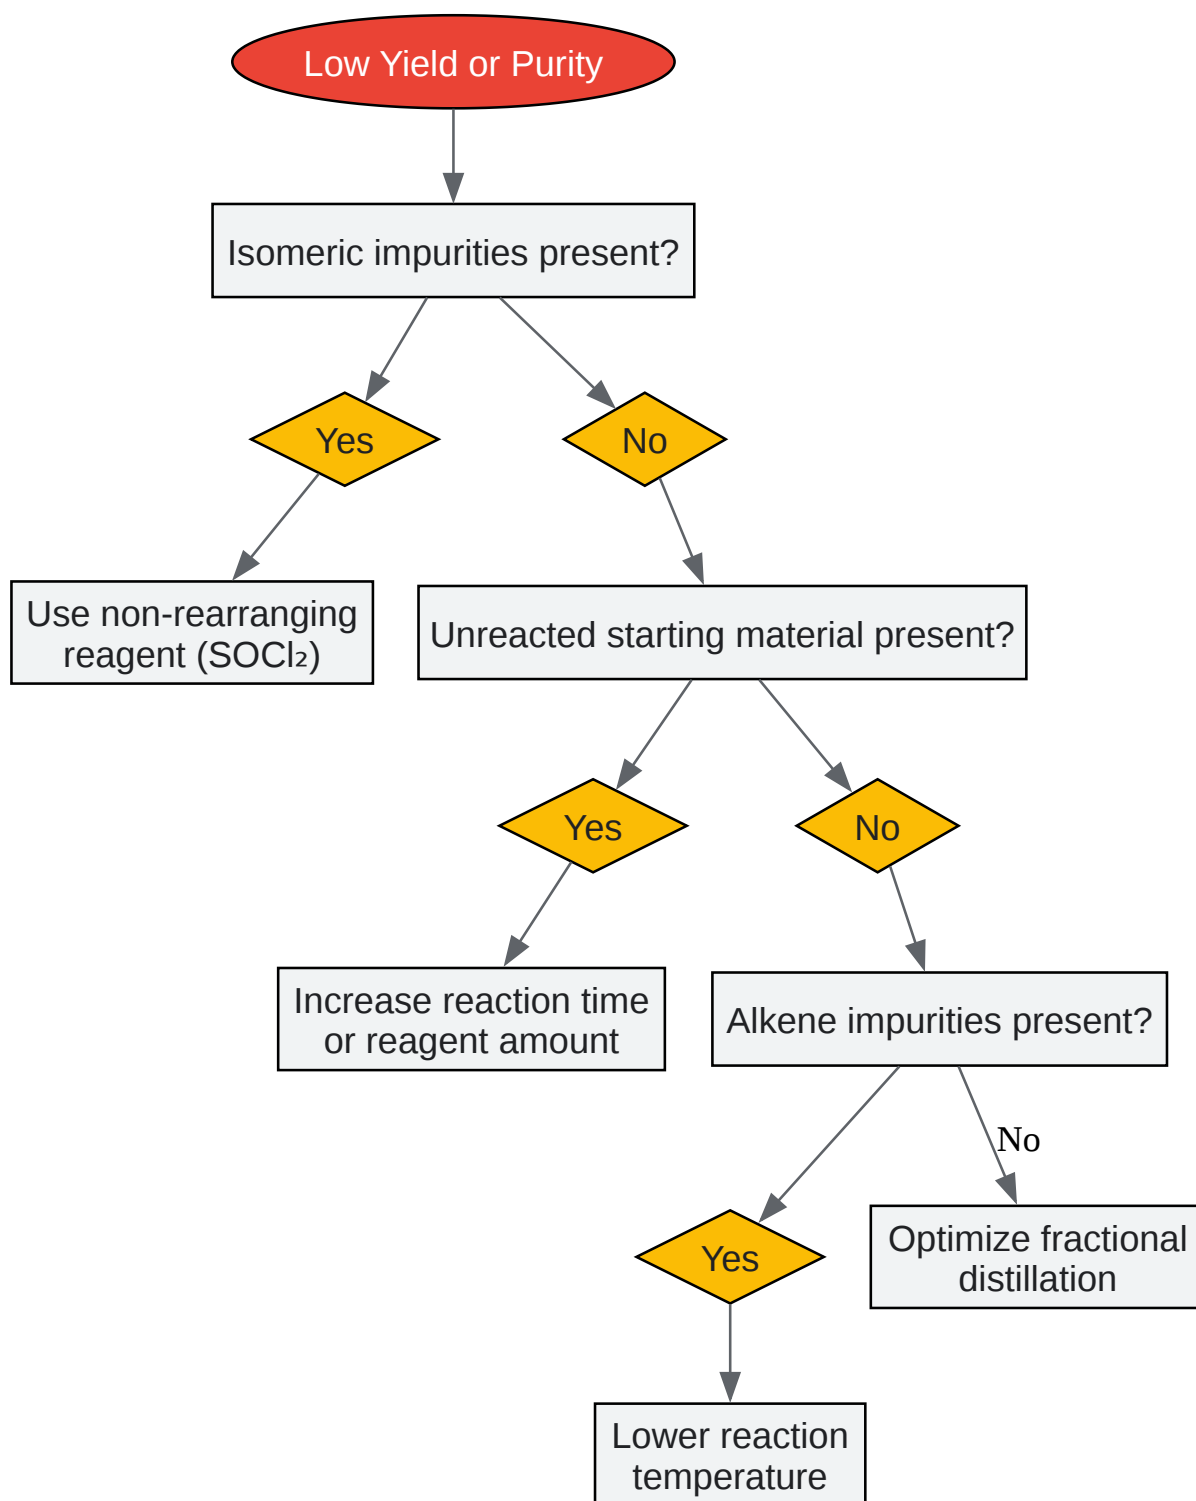 Low Yield or Purity
Isomeric impurities present?
Yes
No
Use non-rearranging
reagent (SOCl₂)
Unreacted starting material present?
Yes
No
Increase reaction time
or reagent amount
Alkene impurities present?
No
Yes
Optimize fractional
distillation
Lower reaction
temperature